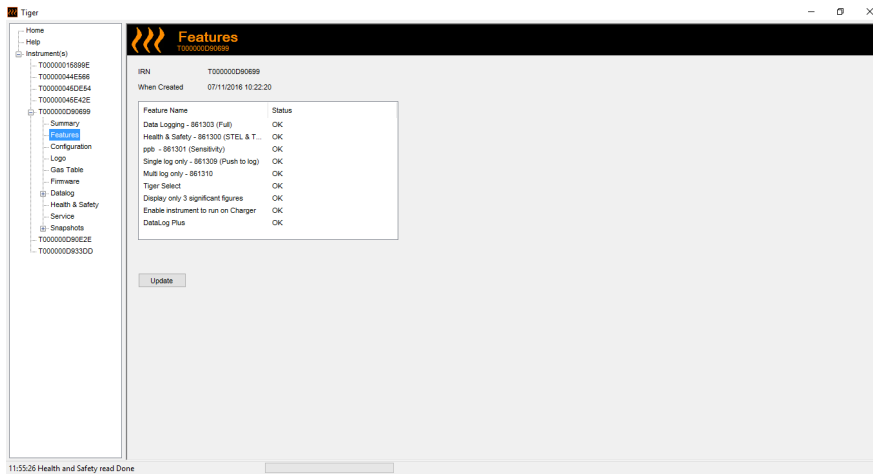 Tiger
Home
Help
Instrument(s)
T00000015899E
T00000044E566
T00000045DE54
T00000045E42E
T000000D90699
Summary
Features
Configuration
Logo
Gas Table
Firmware
Datalog
Health & Safety
Service
Snapshots
T000000D90E2E
T000000D933DD
Features
T000000D90699
IRN T000000D90699
When Created 07/11/2016 10:22:20
Feature Name Status
Data Logging - 861303 (Full) OK
Health & Safety - 861300 (STEL & T... OK
ppb - 861301 (Sensitivity) OK
Single log only - 861309 (Push to log) OK
Multi log only - 861310 OK
Tiger Select OK
Display only 3 significant figures OK
Enable instrument to run on Charger OK
DataLog Plus OK
Update
11:55:26 Health and Safety read Done